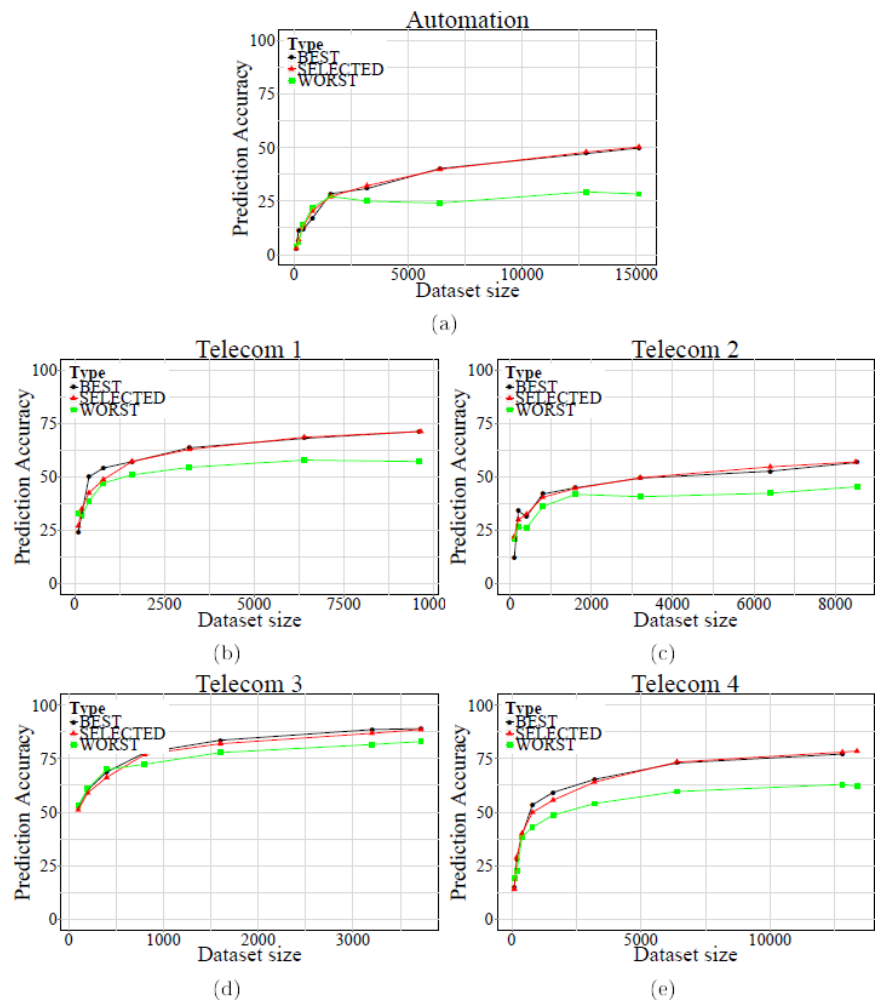 Automation
Prediction Accuracy
100
75
50
25
0
Type
BEST
SELECTED
WORST
0 5000 10000 15000
Dataset size
(a)
Telecom 1
Prediction Accuracy
100
75
50
25
0
Type
BEST
SELECTED
WORST
0 2500 5000 7500 1000
Dataset size
(b)
Telecom 2
Prediction Accuracy
100
75
50
25
0
Type
BEST
SELECTED
WORST
0 2000 4000 6000 8000
Dataset size
(c)
Telecom 3
Prediction Accuracy
100
75
50
25
0
Type
BEST
SELECTED
WORST
0 1000 2000 3000
Dataset size
(d)
Telecom 4
Prediction Accuracy
100
75
50
25
0
Type
BEST
SELECTED
WORST
0 5000 10000
Dataset size
(e)